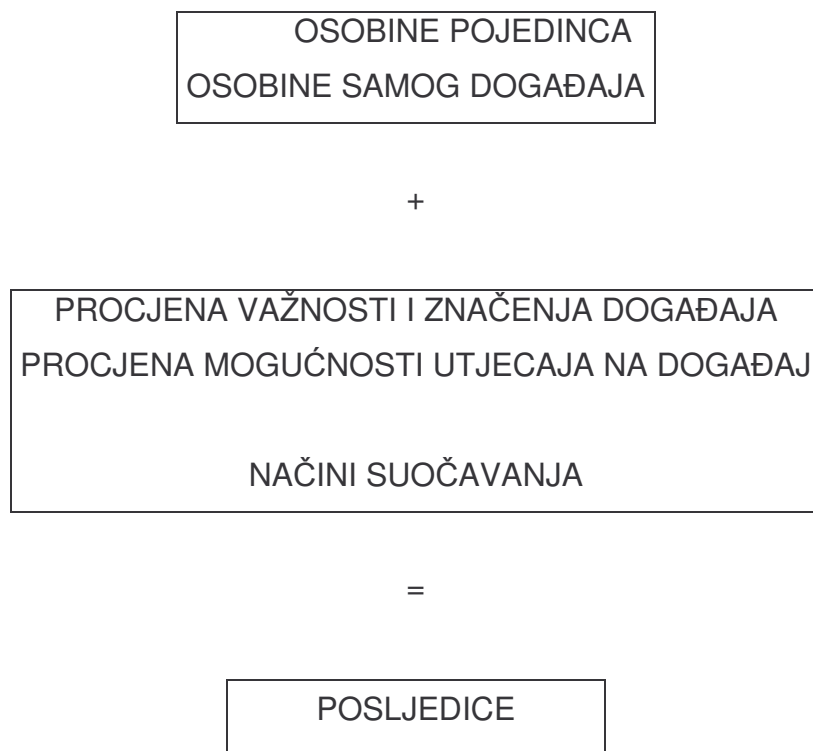 OSOBINE POJEDINCA
OSOBINE SAMOG DOGAĐAJA
+
PROCJENA VAŽNOSTI I ZNAČENJA DOGAĐAJA
PROCJENA MOGUĆNOSTI UTJECAJA NA DOGAĐAJ
NAČINI SUOČAVANJA
=
POSLJEDICE